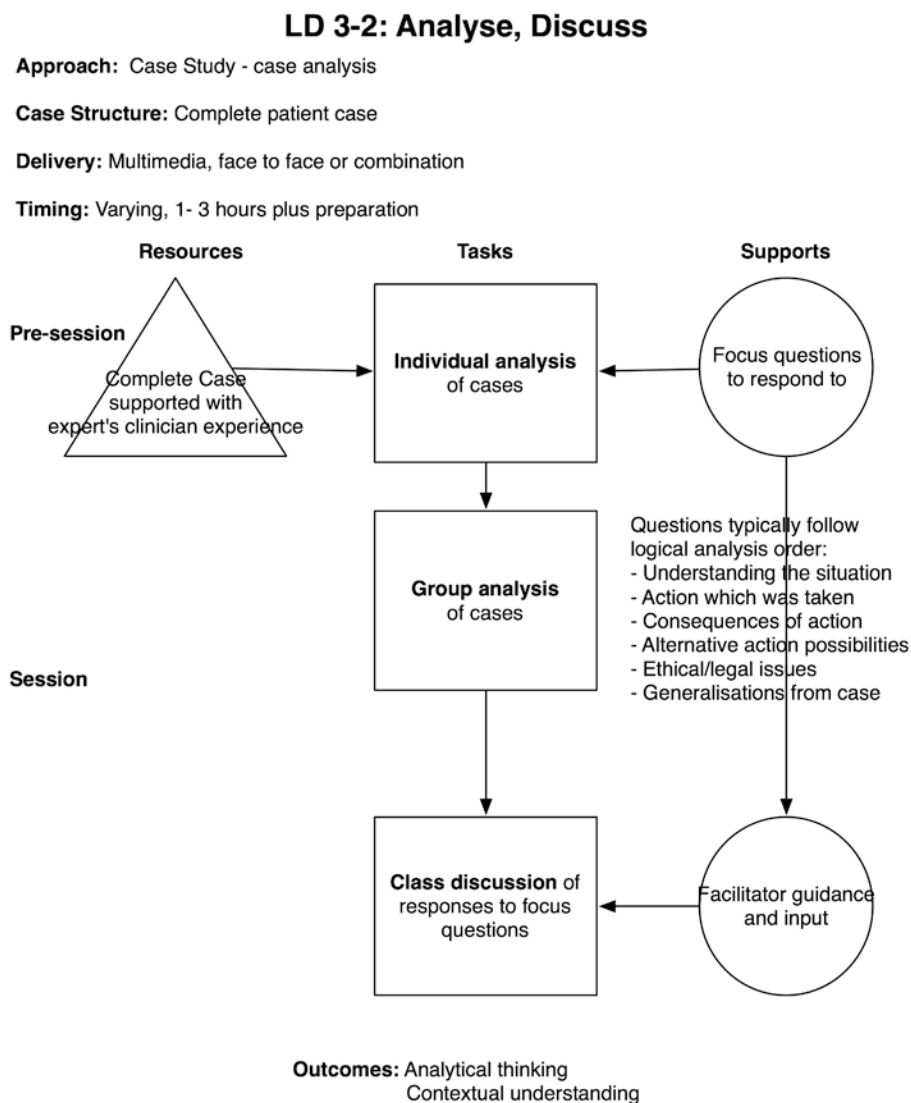 LD 3-2: Analyse, Discuss
Approach: Case Study - case analysis
Case Structure: Complete patient case
Delivery: Multimedia, face to face or combination
Timing: Varying, 1- 3 hours plus preparation
Resources
Tasks
Supports
Pre-session
Complete Case
supported with
expert's clinician experience
Individual analysis
of cases
Focus questions
to respond to
Group analysis
of cases
Questions typically follow
logical analysis order:
- Understanding the situation
- Action which was taken
- Consequences of action
- Alternative action possibilities
- Ethical/legal issues
- Generalisations from case
Session
Class discussion of
responses to focus
questions
Facilitator guidance
and input
Outcomes: Analytical thinking
Contextual understanding